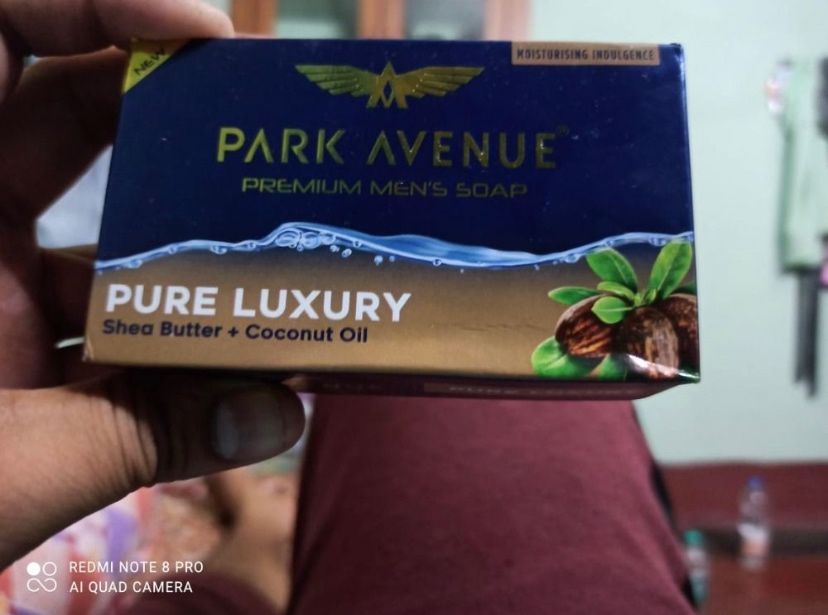 NEW
MOISTURISING INDULGENCE
PARK AVENUE®
PREMIUM MEN'S SOAP
PURE LUXURY
Shea Butter + Coconut Oil
REDMI NOTE 8 PRO
AI QUAD CAMERA